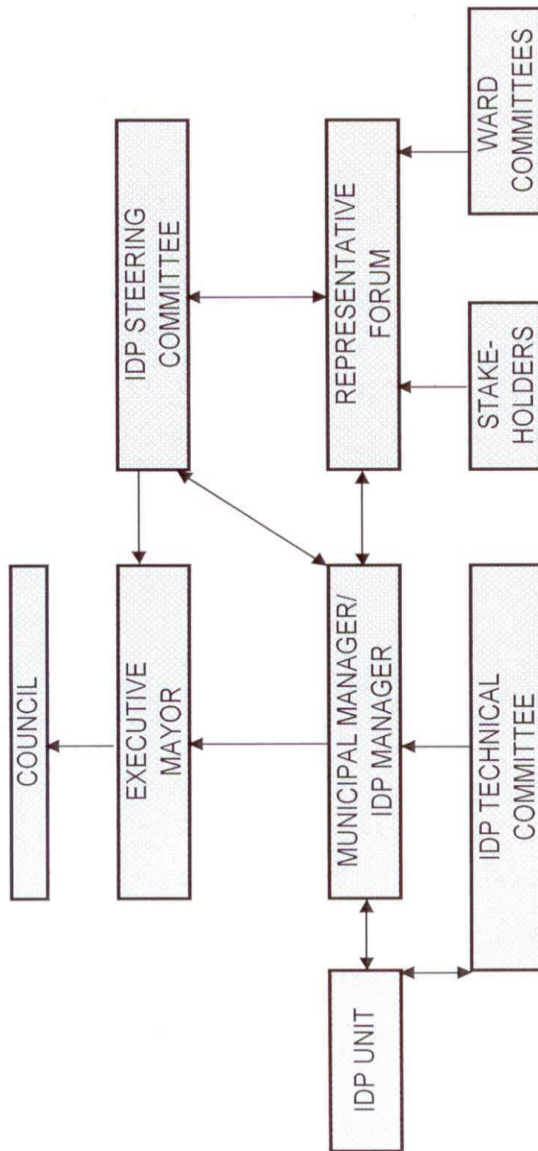 COUNCIL
EXECUTIVE
MAYOR
IDP STEERING
COMMITTEE
IDP UNIT
MUNICIPAL MANAGER/
IDP MANAGER
REPRESENTATIVE
FORUM
IDP TECHNICAL
COMMITTEE
STAKE-
HOLDERS
WARD
COMMITTEES